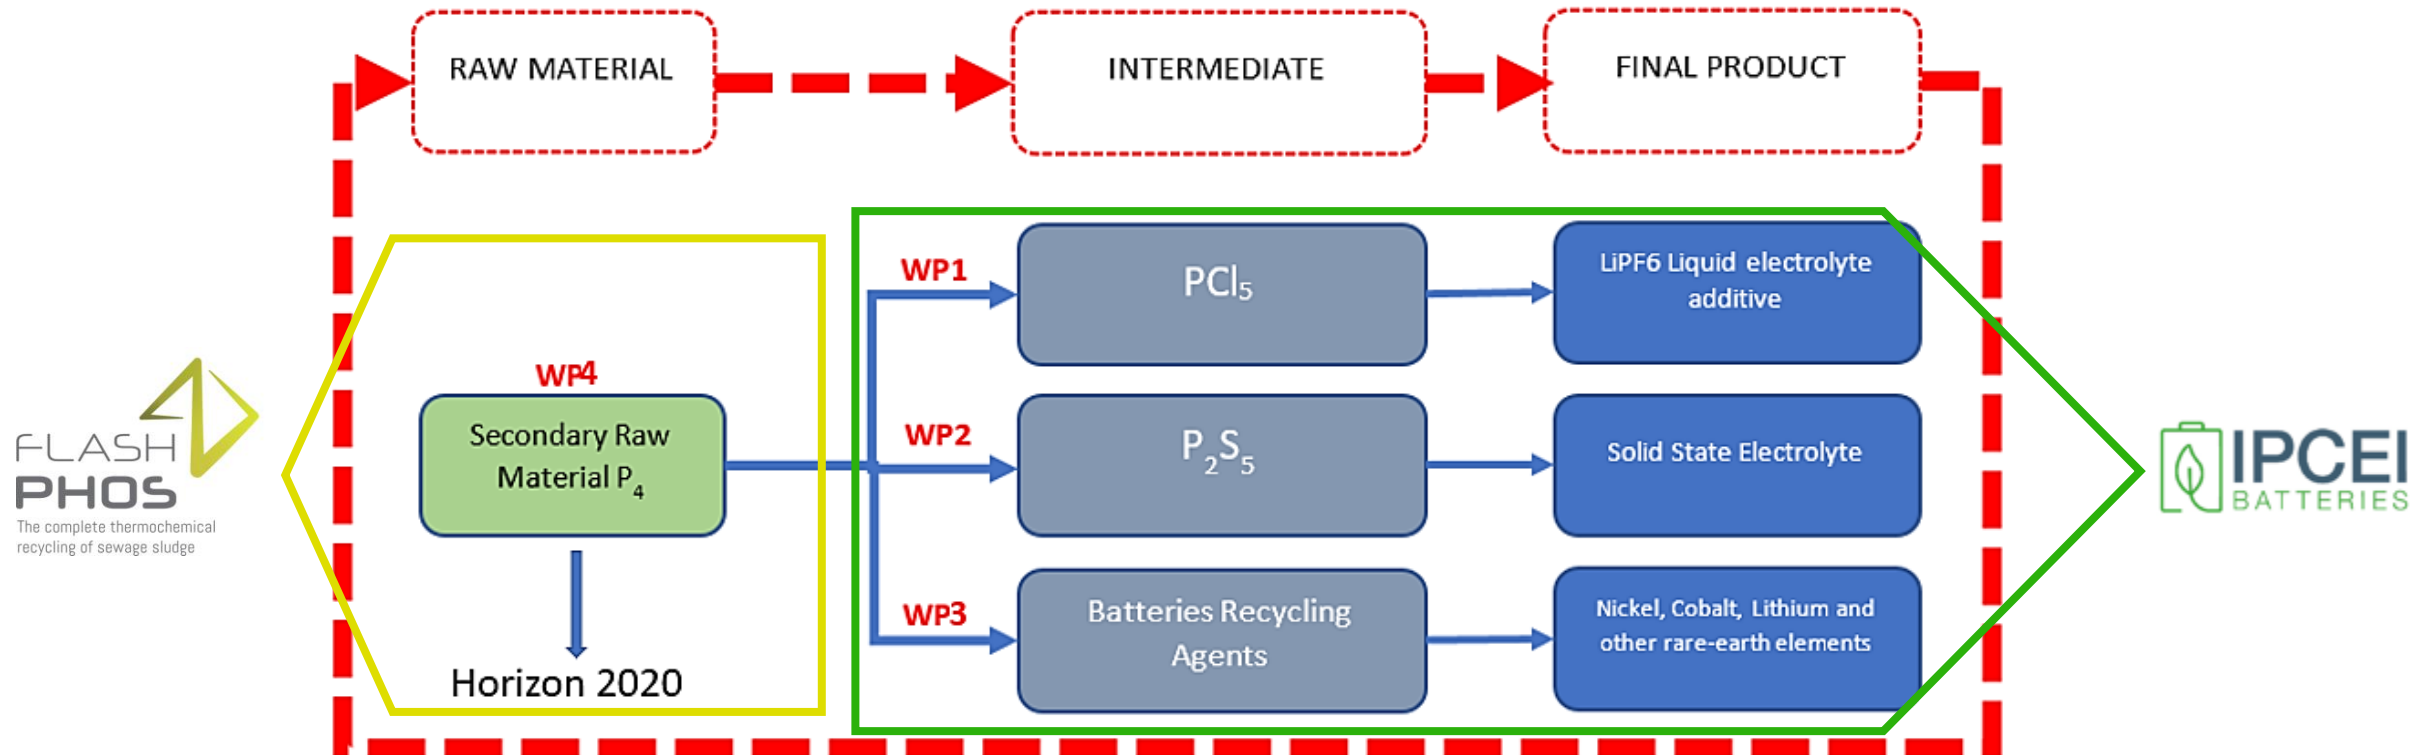 RAW MATERIAL
INTERMEDIATE
FINAL PRODUCT
WP1
PCl₅
LiPF6 Liquid electrolyte
additive
WP4
Secondary Raw
Material P₄
WP2
P₂S₅
Solid State Electrolyte
WP3
Batteries Recycling
Agents
Nickel, Cobalt, Lithium and
other rare-earth elements
Horizon 2020
FLASH
PHOS
The complete thermochemical
recycling of sewage sludge
IPCEI
BATTERIES